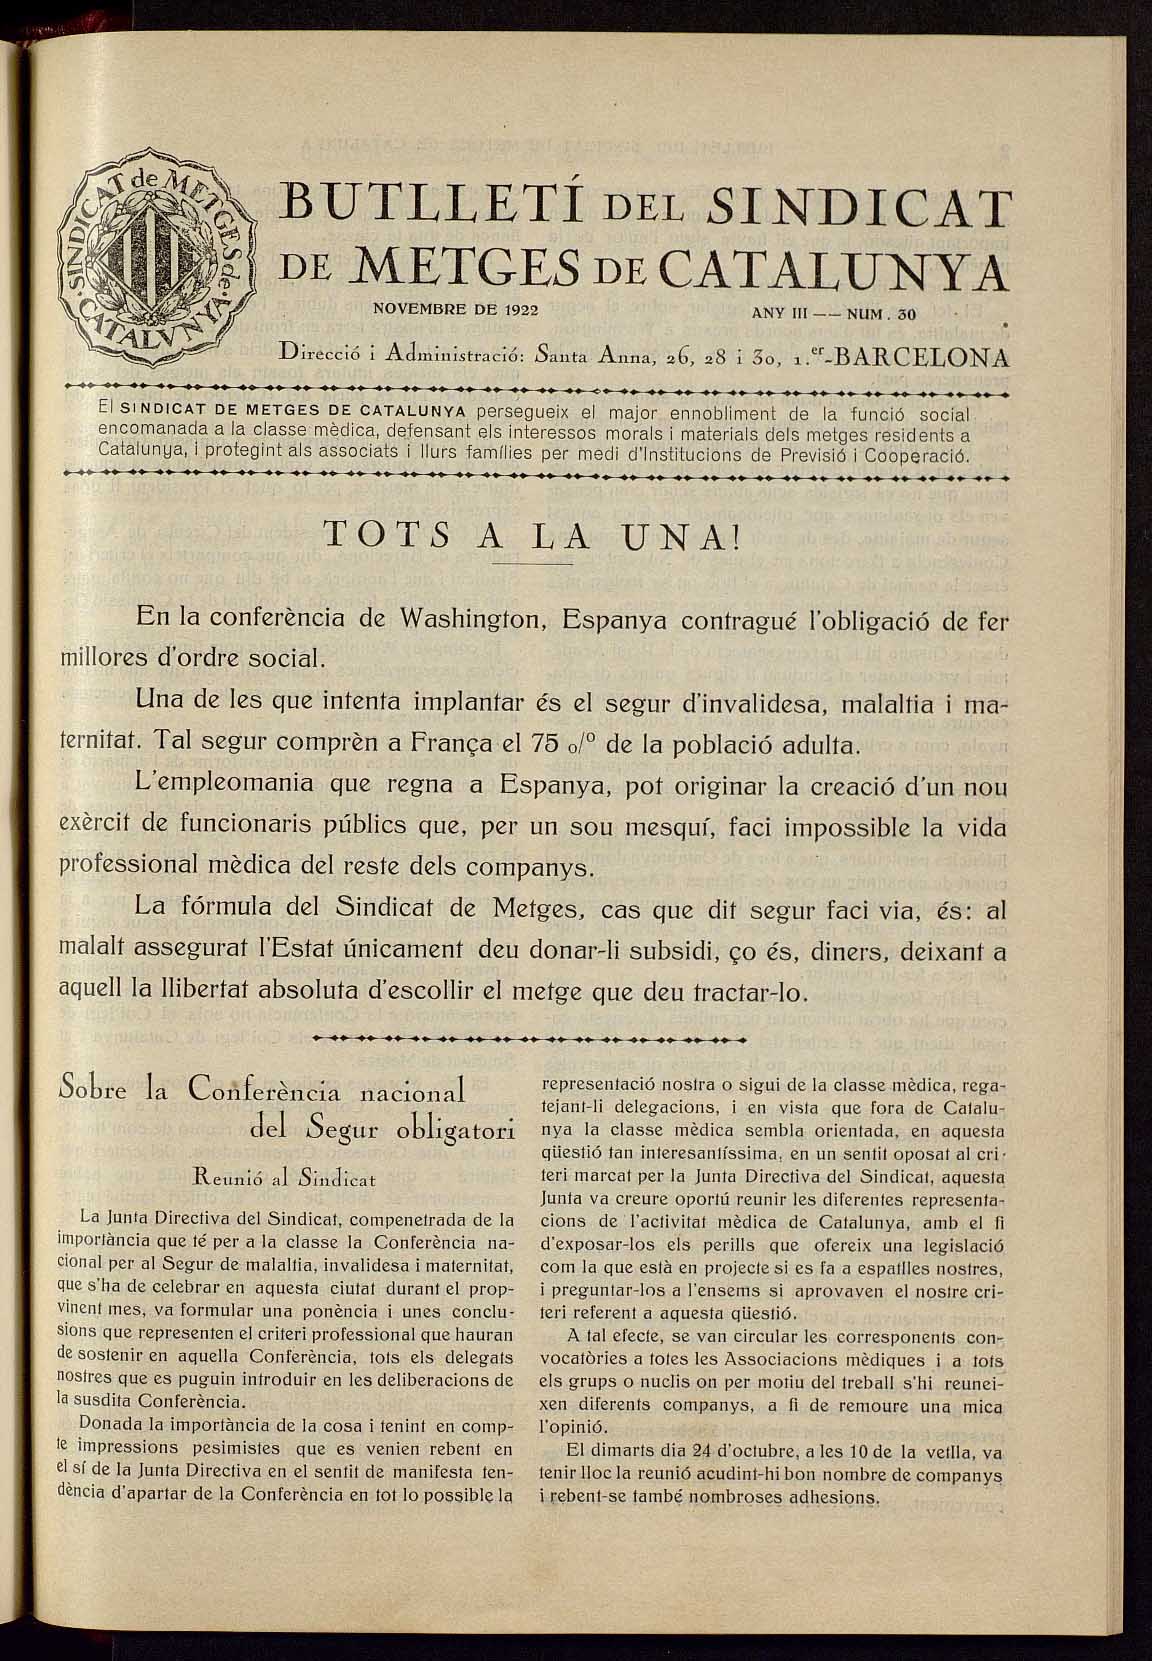 SINDICAT de METGES de CATALVNYA
BUTLLETÍ DEL SINDICAT
DE METGES DE CATALUNYA
NOVEMBRE DE 1922 ANY III —— NUM. 30
Direcció i Administració: Santa Anna, 26, 28 i 30, 1.er-BARCELONA
El SINDICAT DE METGES DE CATALUNYA persegueix el major ennobliment de la funció social
encomanada a la classe mèdica, defensant els interessos morals i materials dels metges residents a
Catalunya, i protegint als associats i llurs famílies per medi d'Institucions de Previsió i Cooperació.
TOTS A LA UNA!
En la conferència de Washington, Espanya contragué l'obligació de fer
millores d'ordre social.
Una de les que intenta implantar és el segur d'invalidesa, malaltia i ma-
ternitat. Tal segur comprèn a França el 75 o/º de la població adulta.
L'empleomania que regna a Espanya, pot originar la creació d'un nou
exèrcit de funcionaris públics que, per un sou mesquí, faci impossible la vida
professional mèdica del reste dels companys.
La fórmula del Sindicat de Metges, cas que dit segur faci via, és: al
malalt assegurat l'Estat únicament deu donar-li subsidi, ço és, diners, deixant a
aquell la llibertat absoluta d'escollir el metge que deu tractar-lo.
Sobre la Conferència nacional
del Segur obligatori
Reunió al Sindicat
La Junta Directiva del Sindicat, compenetrada de la
importància que té per a la classe la Conferència na-
cional per al Segur de malaltia, invalidesa i maternitat,
que s'ha de celebrar en aquesta ciutat durant el prop-
vinent mes, va formular una ponència i unes conclu-
sions que representen el criteri professional que hauran
de sostenir en aquella Conferència, tots els delegats
nostres que es puguin introduir en les deliberacions de
la susdita Conferència.
Donada la importància de la cosa i tenint en comp-
te impressions pesimistes que es venien rebent en
el sí de la Junta Directiva en el sentit de manifesta ten-
dència d'apartar de la Conferència en tot lo possible la
representació nostra o sigui de la classe mèdica, rega-
tejant-li delegacions, i en vista que fora de Catalu-
nya la classe mèdica sembla orientada, en aquesta
qüestió tan interesantíssima, en un sentit oposat al cri-
teri marcat per la Junta Directiva del Sindicat, aquesta
Junta va creure oportú reunir les diferentes representa-
cions de l'activitat mèdica de Catalunya, amb el fi
d'exposar-los els perills que ofereix una legislació
com la que està en projecte si es fa a espatlles nostres,
i preguntar-los a l'ensems si aprovaven el nostre cri-
teri referent a aquesta qüestió.
A tal efecte, se van circular les corresponents con-
vocatòries a totes les Associacions mèdiques i a tots
els grups o nuclis on per motiu del treball s'hi reunei-
xen diferents companys, a fi de remoure una mica
l'opinió.
El dimarts dia 24 d'octubre, a les 10 de la vetlla, va
tenir lloc la reunió acudint-hi bon nombre de companys
i rebent-se també nombroses adhesions.